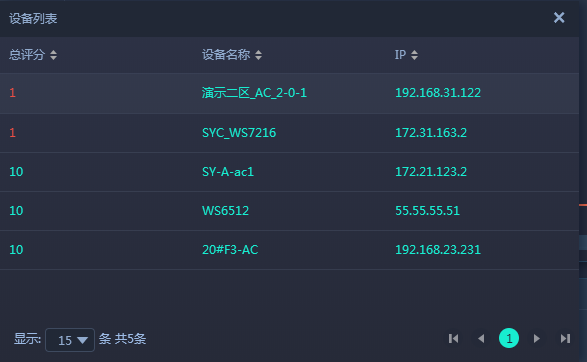 设备列表
总评分 设备名称 IP
1 演示二区_AC_2-0-1 192.168.31.122
1 SYC_WS7216 172.31.163.2
10 SY-A-ac1 172.21.123.2
10 WS6512 55.55.55.51
10 20#F3-AC 192.168.23.231
显示: 15 条 共5条 1